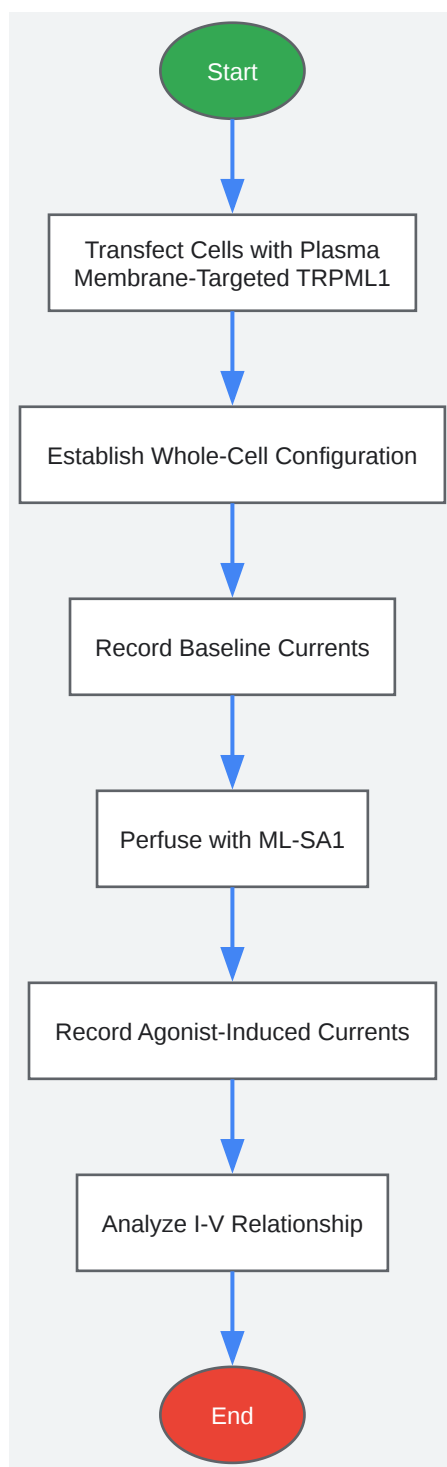 Start
Transfect Cells with Plasma
Membrane-Targeted TRPML1
Establish Whole-Cell Configuration
Record Baseline Currents
Perfuse with ML-SA1
Record Agonist-Induced Currents
Analyze I-V Relationship
End